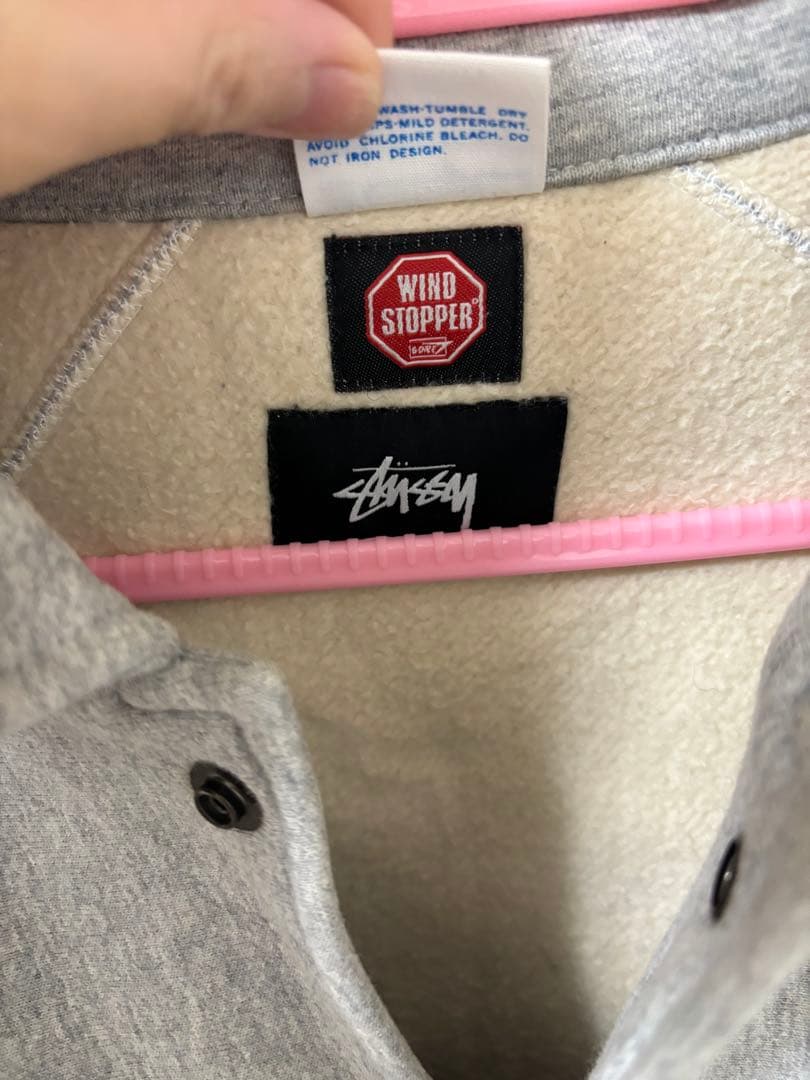 WASH-TUMBLE DRY
MILD DETERGENT.
AVOID CHLORINE BLEACH. DO
NOT IRON DESIGN.
WIND
STOPPER
GORE
STÜSSY